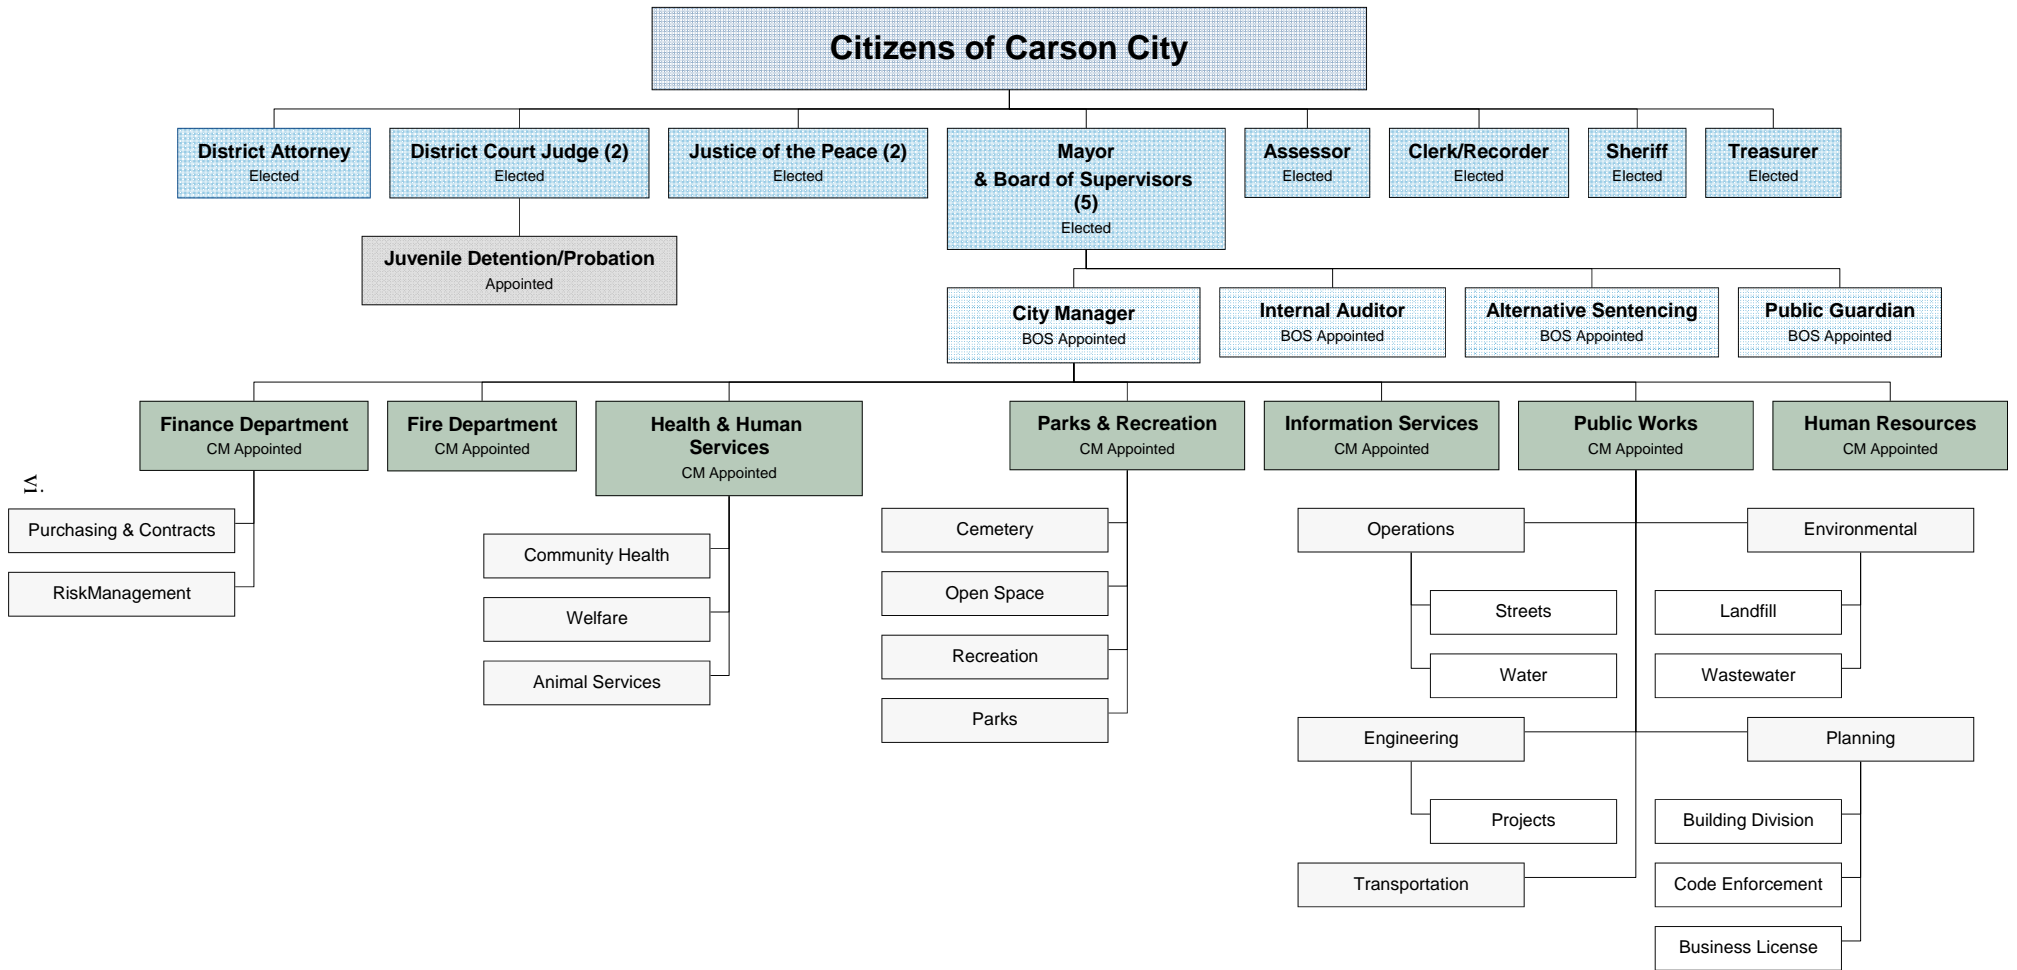 Citizens of Carson City
District Attorney
Elected
District Court Judge (2)
Elected
Justice of the Peace (2)
Elected
Mayor
& Board of Supervisors
(5)
Elected
Assessor
Elected
Clerk/Recorder
Elected
Sheriff
Elected
Treasurer
Elected
Juvenile Detention/Probation
Appointed
City Manager
BOS Appointed
Internal Auditor
BOS Appointed
Alternative Sentencing
BOS Appointed
Public Guardian
BOS Appointed
Finance Department
CM Appointed
Fire Department
CM Appointed
Health & Human
Services
CM Appointed
Parks & Recreation
CM Appointed
Information Services
CM Appointed
Public Works
CM Appointed
Human Resources
CM Appointed
vi
Purchasing & Contracts
RiskManagement
Community Health
Welfare
Animal Services
Cemetery
Open Space
Recreation
Parks
Operations
Streets
Water
Environmental
Landfill
Wastewater
Engineering
Projects
Transportation
Planning
Building Division
Code Enforcement
Business License